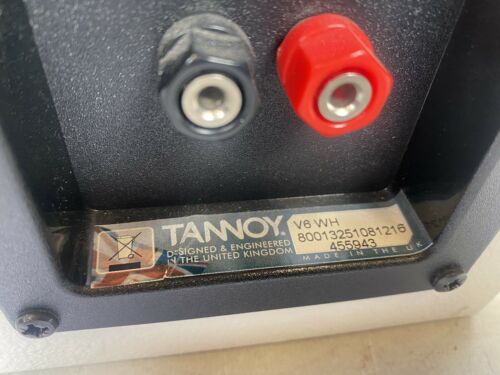 TANNOY.
DESIGNED & ENGINEERED
IN THE UNITED KINGDOM
V6 WH
80013251081216
455943
MADE IN THE UK